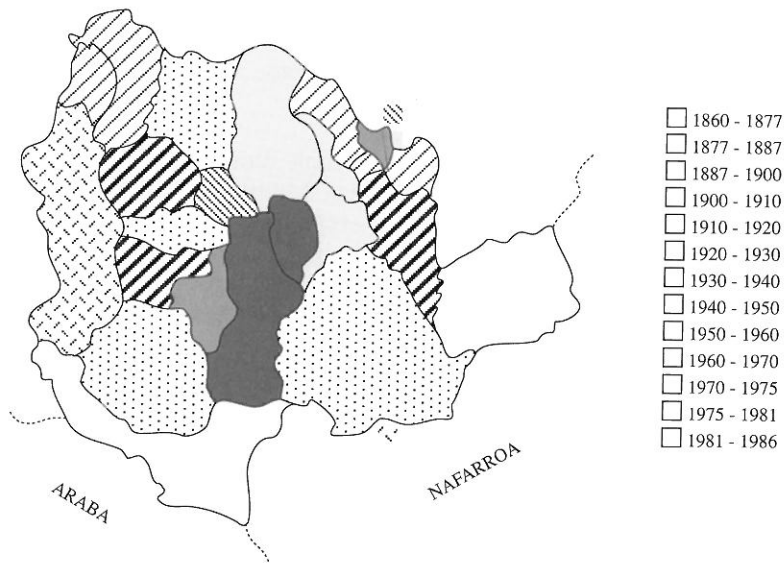 1860 - 1877
1877 - 1887
1887 - 1900
1900 - 1910
1910 - 1920
1920 - 1930
1930 - 1940
1940 - 1950
1950 - 1960
1960 - 1970
1970 - 1975
1975 - 1981
1981 - 1986
ARABA
NAFARROA